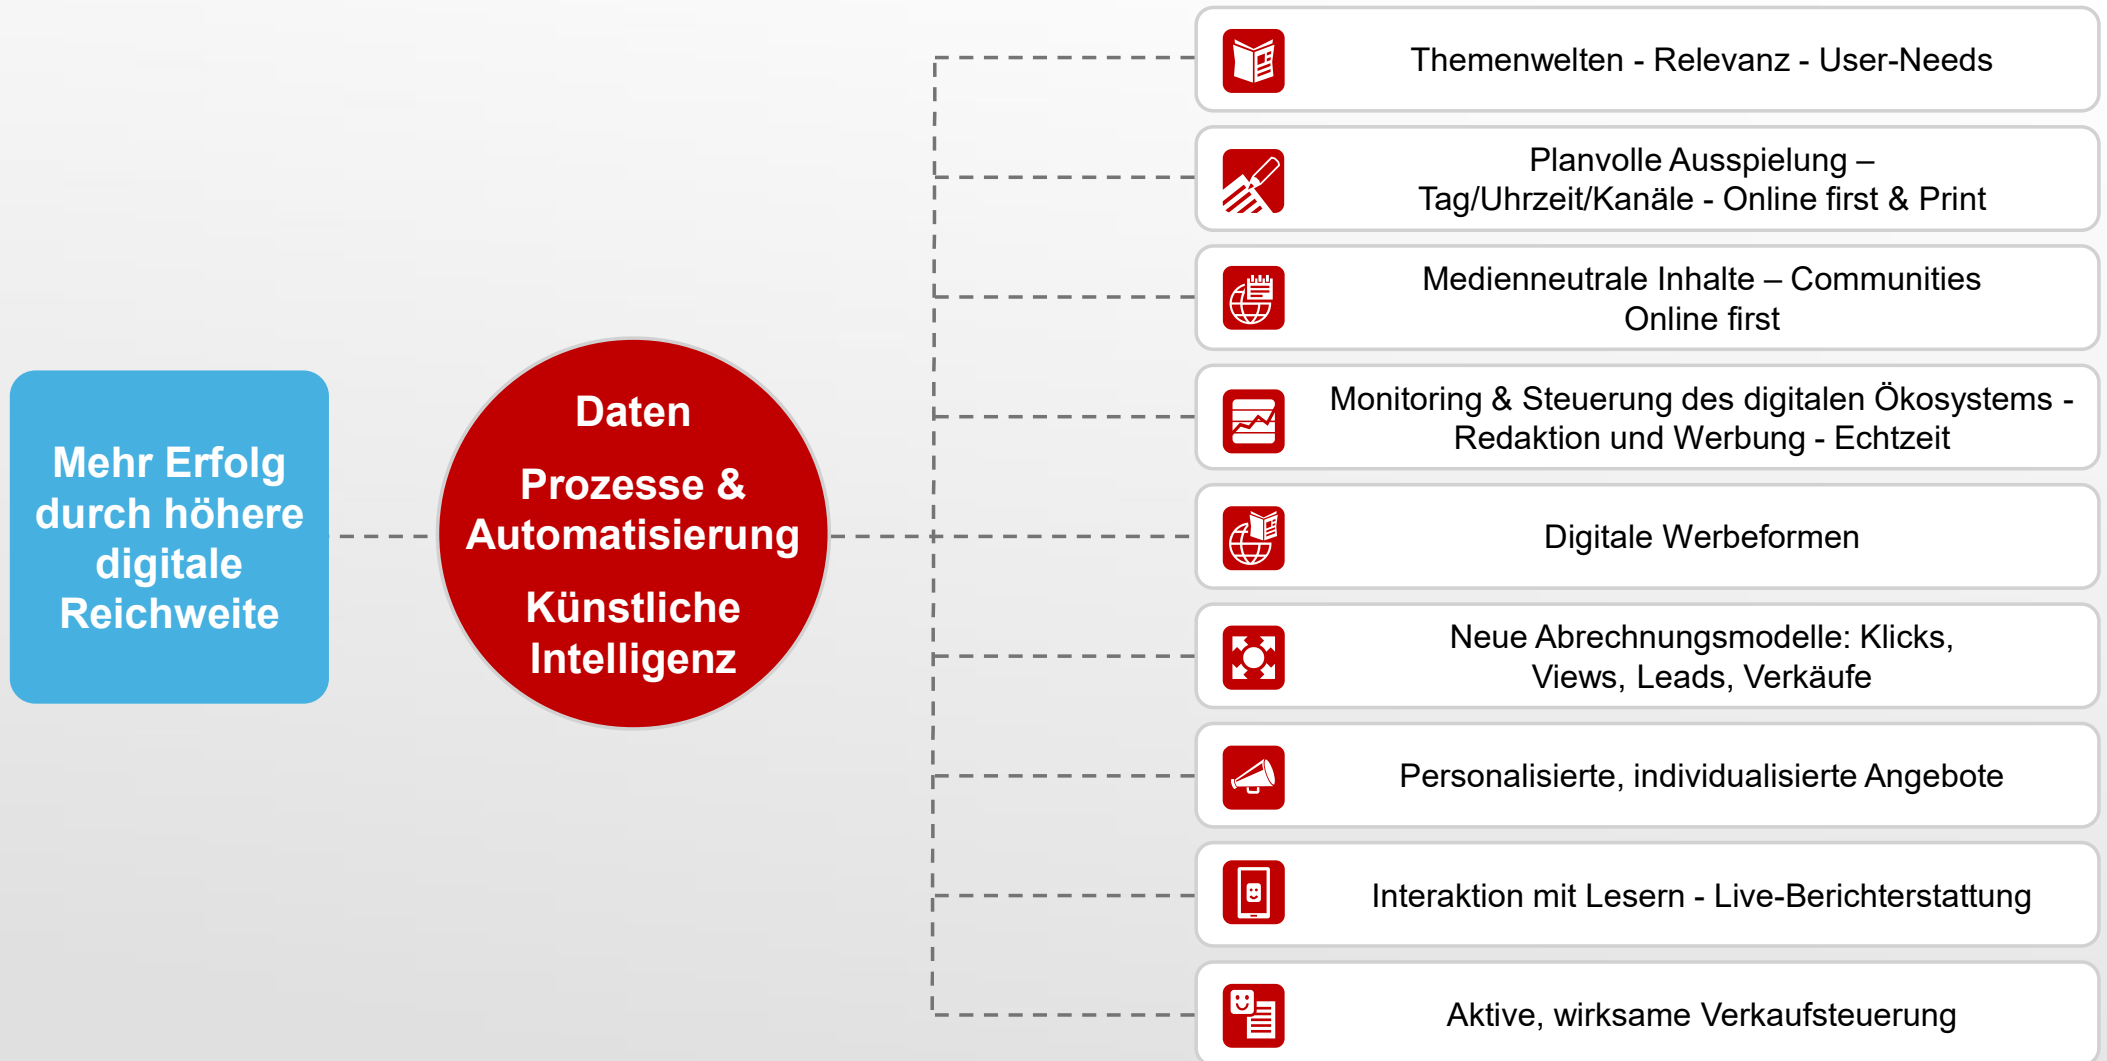 Mehr Erfolg
durch höhere
digitale
Reichweite
Daten
Prozesse &
Automatisierung
Künstliche
Intelligenz
Themenwelten - Relevanz - User-Needs
Planvolle Ausspielung –
Tag/Uhrzeit/Kanäle - Online first & Print
Medienneutrale Inhalte – Communities
Online first
Monitoring & Steuerung des digitalen Ökosystems -
Redaktion und Werbung - Echtzeit
Digitale Werbeformen
Neue Abrechnungsmodelle: Klicks,
Views, Leads, Verkäufe
Personalisierte, individualisierte Angebote
Interaktion mit Lesern - Live-Berichterstattung
Aktive, wirksame Verkaufsteuerung